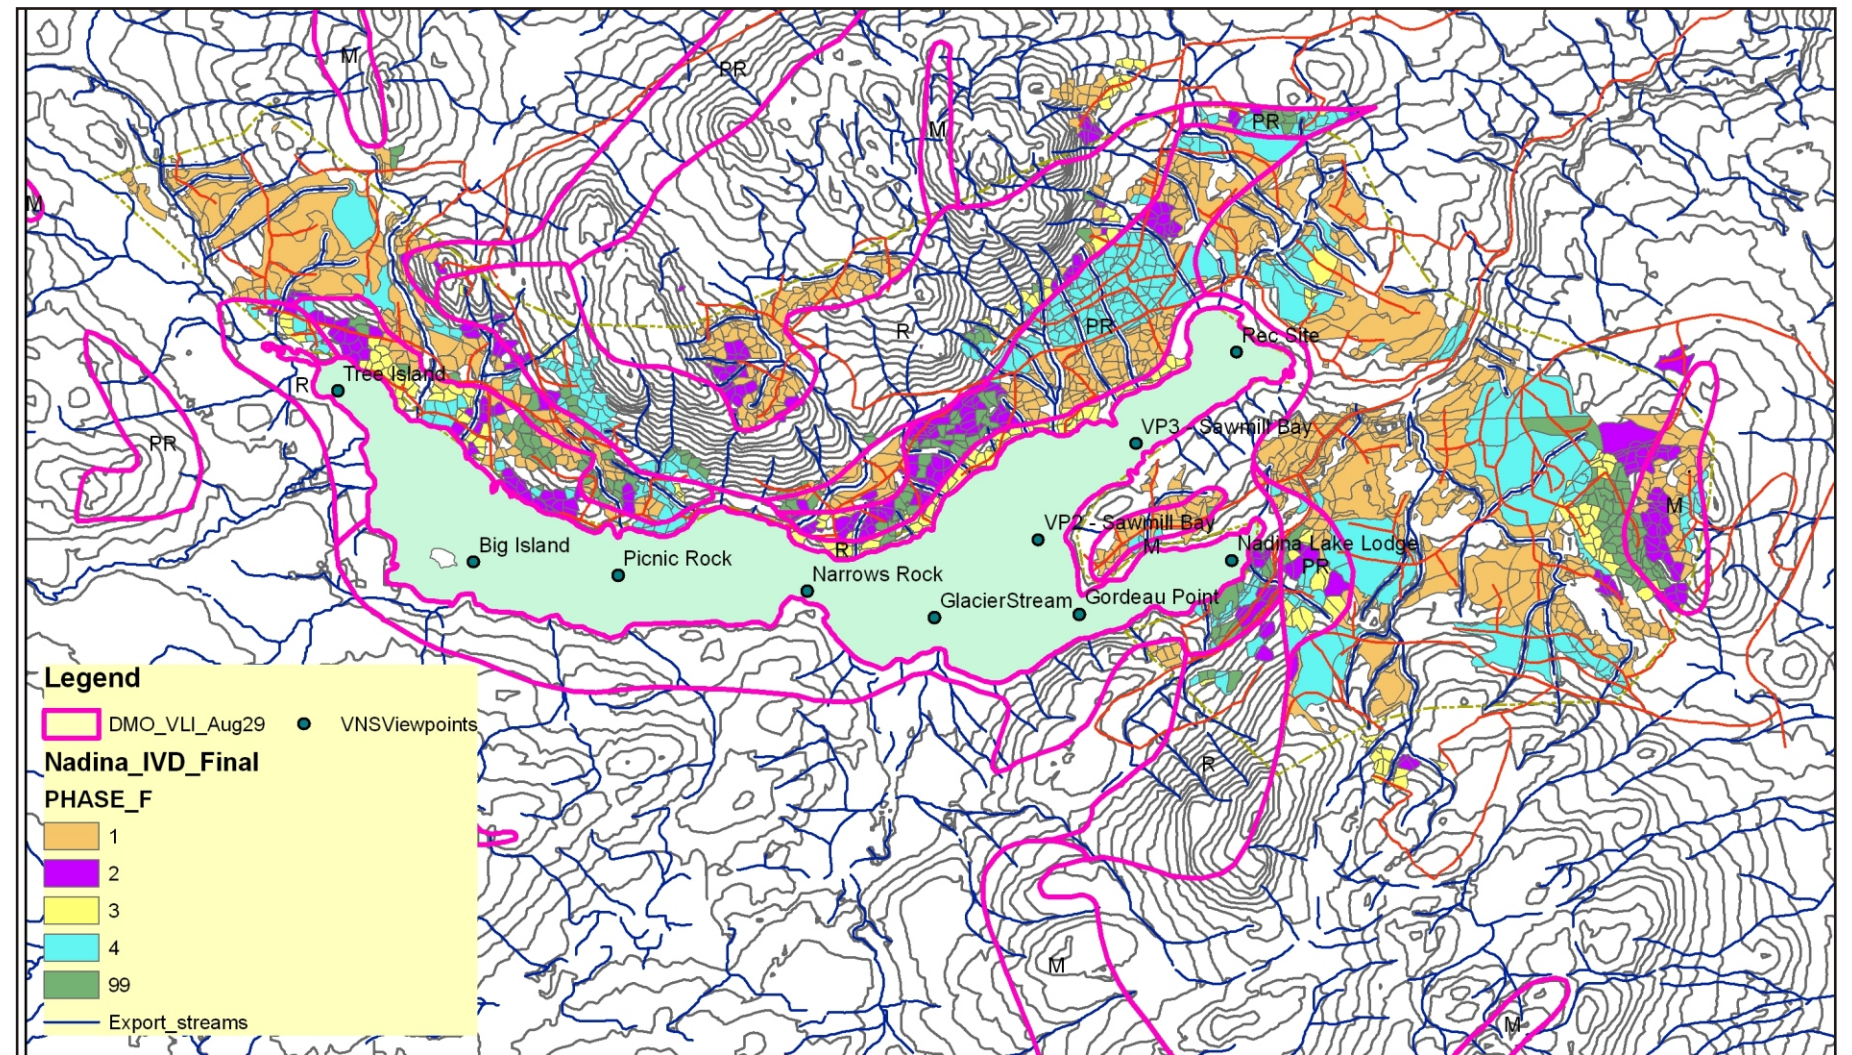 M
PR
M
PR
M
R
PR
Rec Site
Tree Island
R
VP3 - Sawmill Bay
PR
M
VP2 - Sawmill Bay
M
Nadina Lake Lodge
R
Big Island
Picnic Rock
PR
Narrows Rock
GlacierStream
Gordeau Point
Legend
DMO_VLI_Aug29
VNSViewpoints
R
Nadina_IVD_Final
PHASE_F
1
2
3
4
M
99
Export_streams
M